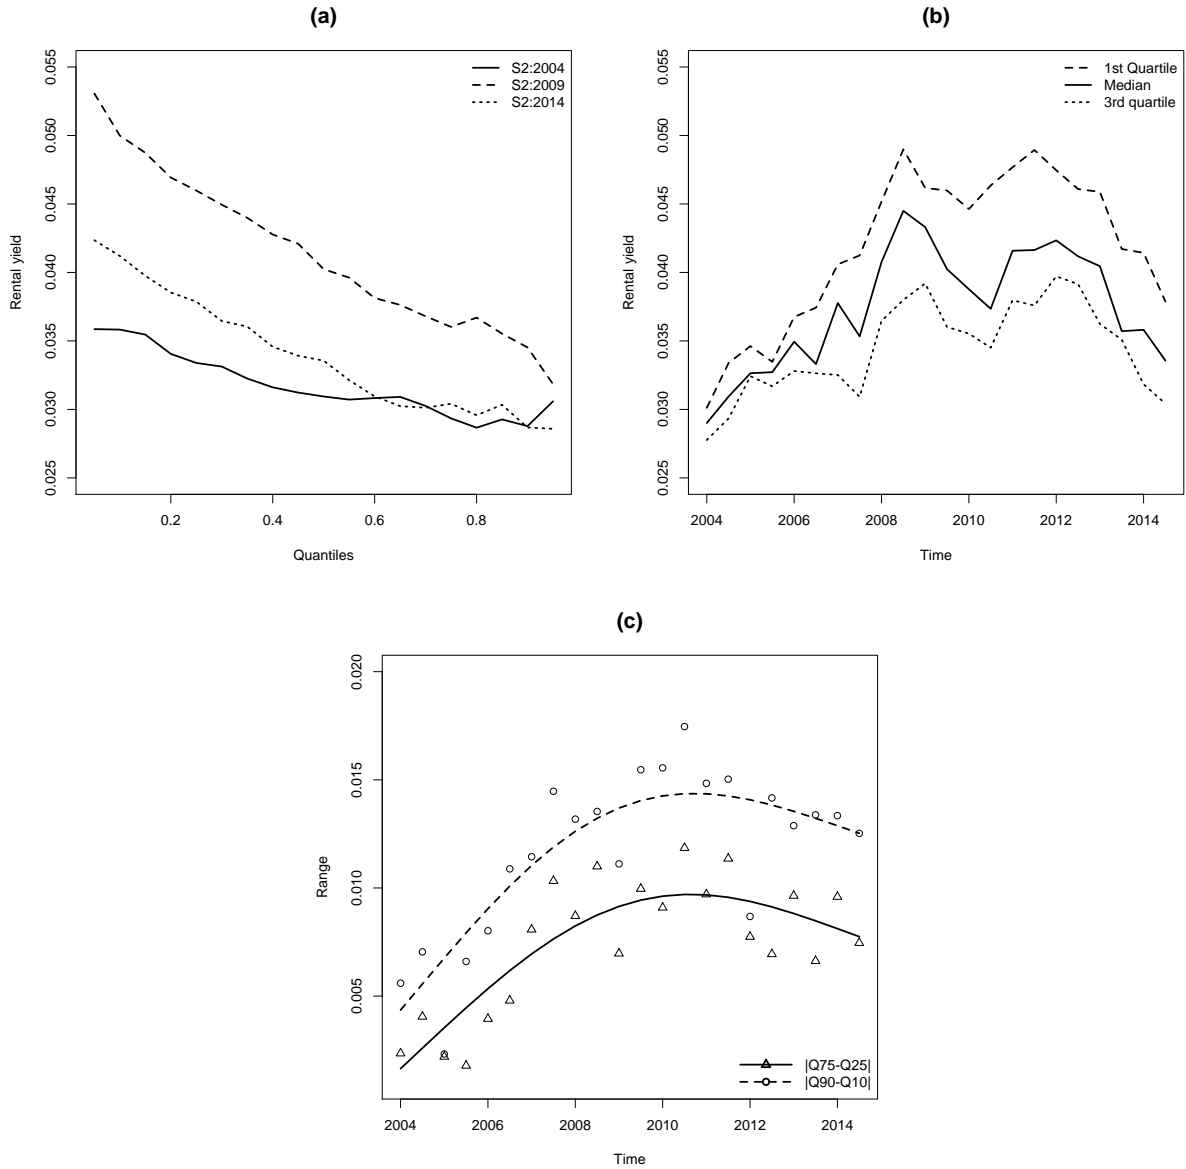 (a)
0.055
0.050
0.045
0.040
0.035
0.030
0.025
Rental yield
S2:2004
S2:2009
S2:2014
0.2 0.4 0.6 0.8
Quantiles
(b)
0.055
0.050
0.045
0.040
0.035
0.030
0.025
Rental yield
1st Quartile
Median
3rd quartile
2004 2006 2008 2010 2012 2014
Time
(c)
0.020
0.015
0.010
0.005
Range
|Q75-Q25|
|Q90-Q10|
2004 2006 2008 2010 2012 2014
Time